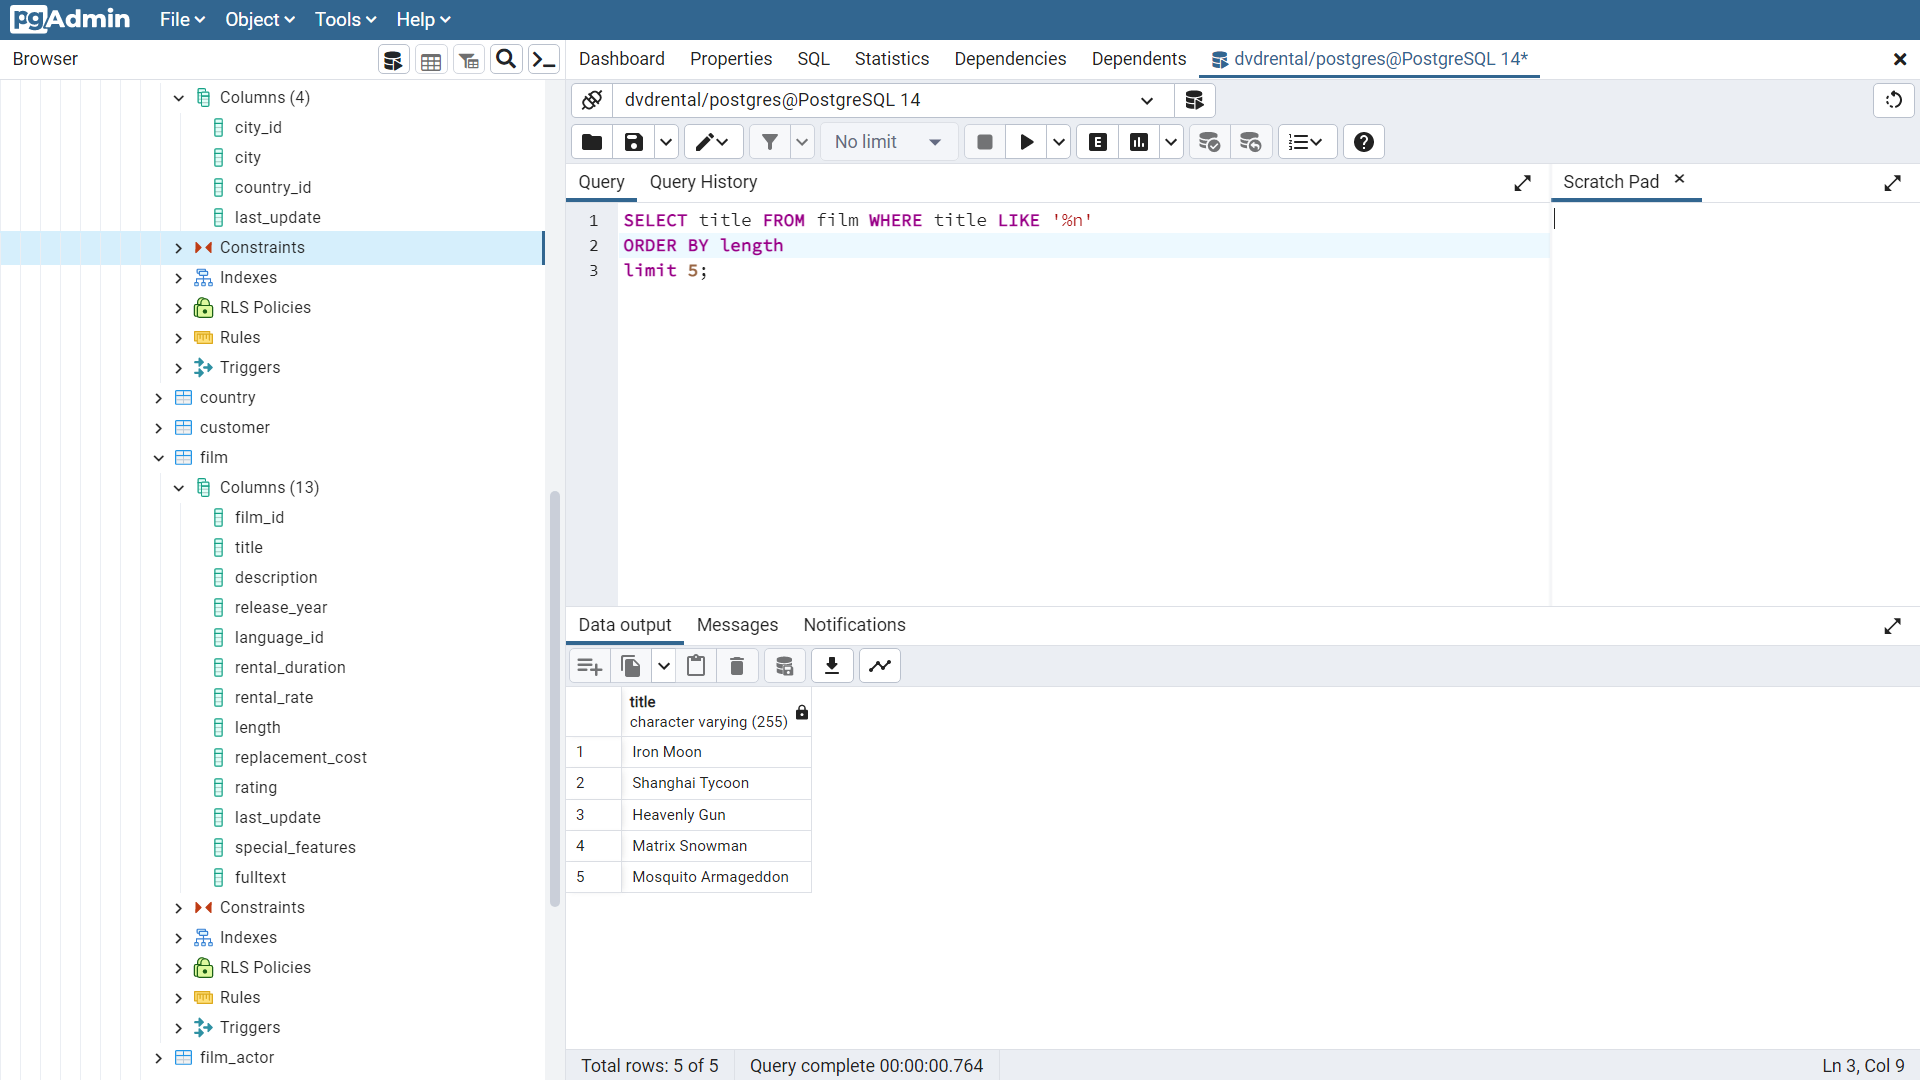 pgAdmin File Object Tools Help
Browser
Dashboard Properties SQL Statistics Dependencies Dependents dvdrental/postgres@PostgreSQL 14*
Columns (4)
city_id
city
country_id
last_update
Constraints
Indexes
RLS Policies
Rules
Triggers
country
customer
film
Columns (13)
film_id
title
description
release_year
language_id
rental_duration
rental_rate
length
replacement_cost
rating
last_update
special_features
fulltext
Constraints
Indexes
RLS Policies
Rules
Triggers
film_actor
dvdrental/postgres@PostgreSQL 14
No limit
E
Query Query History
Scratch Pad
1 SELECT title FROM film WHERE title LIKE '%n'
2 ORDER BY length
3 limit 5;
Data output Messages Notifications
title
character varying (255)
1 Iron Moon
2 Shanghai Tycoon
3 Heavenly Gun
4 Matrix Snowman
5 Mosquito Armageddon
Total rows: 5 of 5 Query complete 00:00:00.764 Ln 3, Col 9